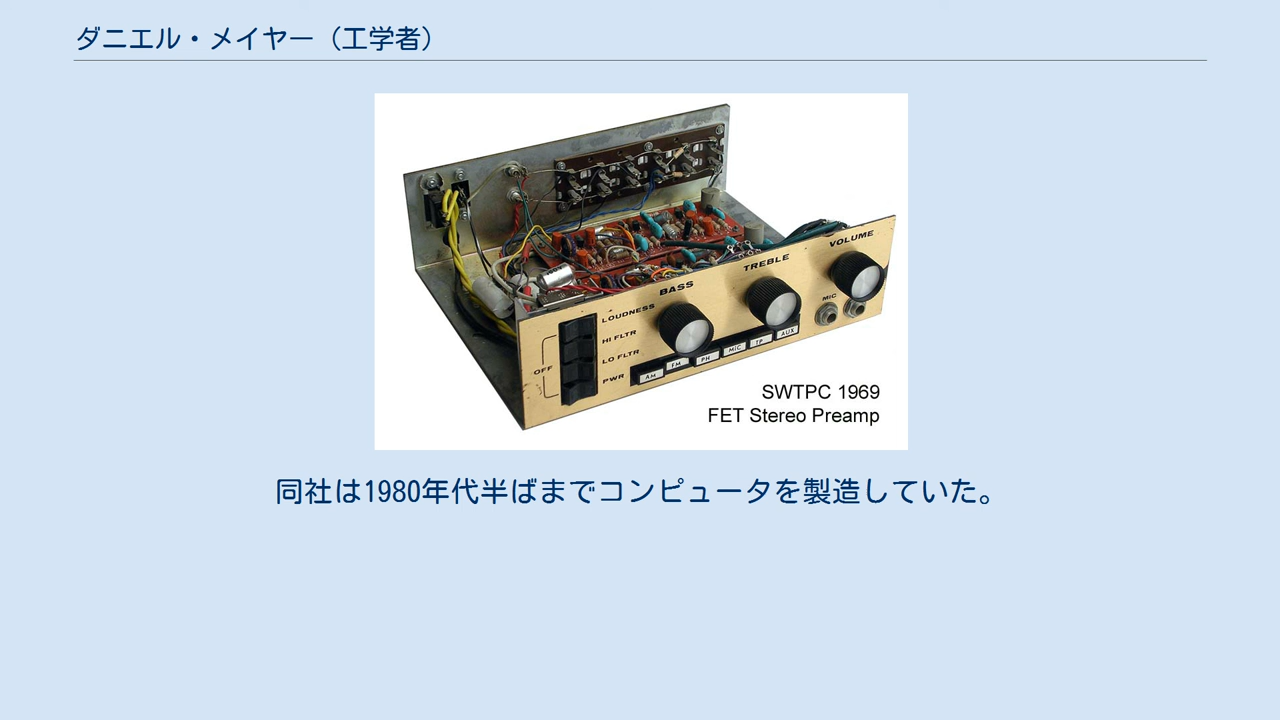 ダニエル・メイヤー（工学者）
VOLUME
TREBLE
BASS
MIC
LOUDNESS
HI FLTR
LO FLTR
OFF
PWR
AM
FM
PH
MIC
TP
AUX
SWTPC 1969
FET Stereo Preamp
同社は1980年代半ばまでコンピュータを製造していた。